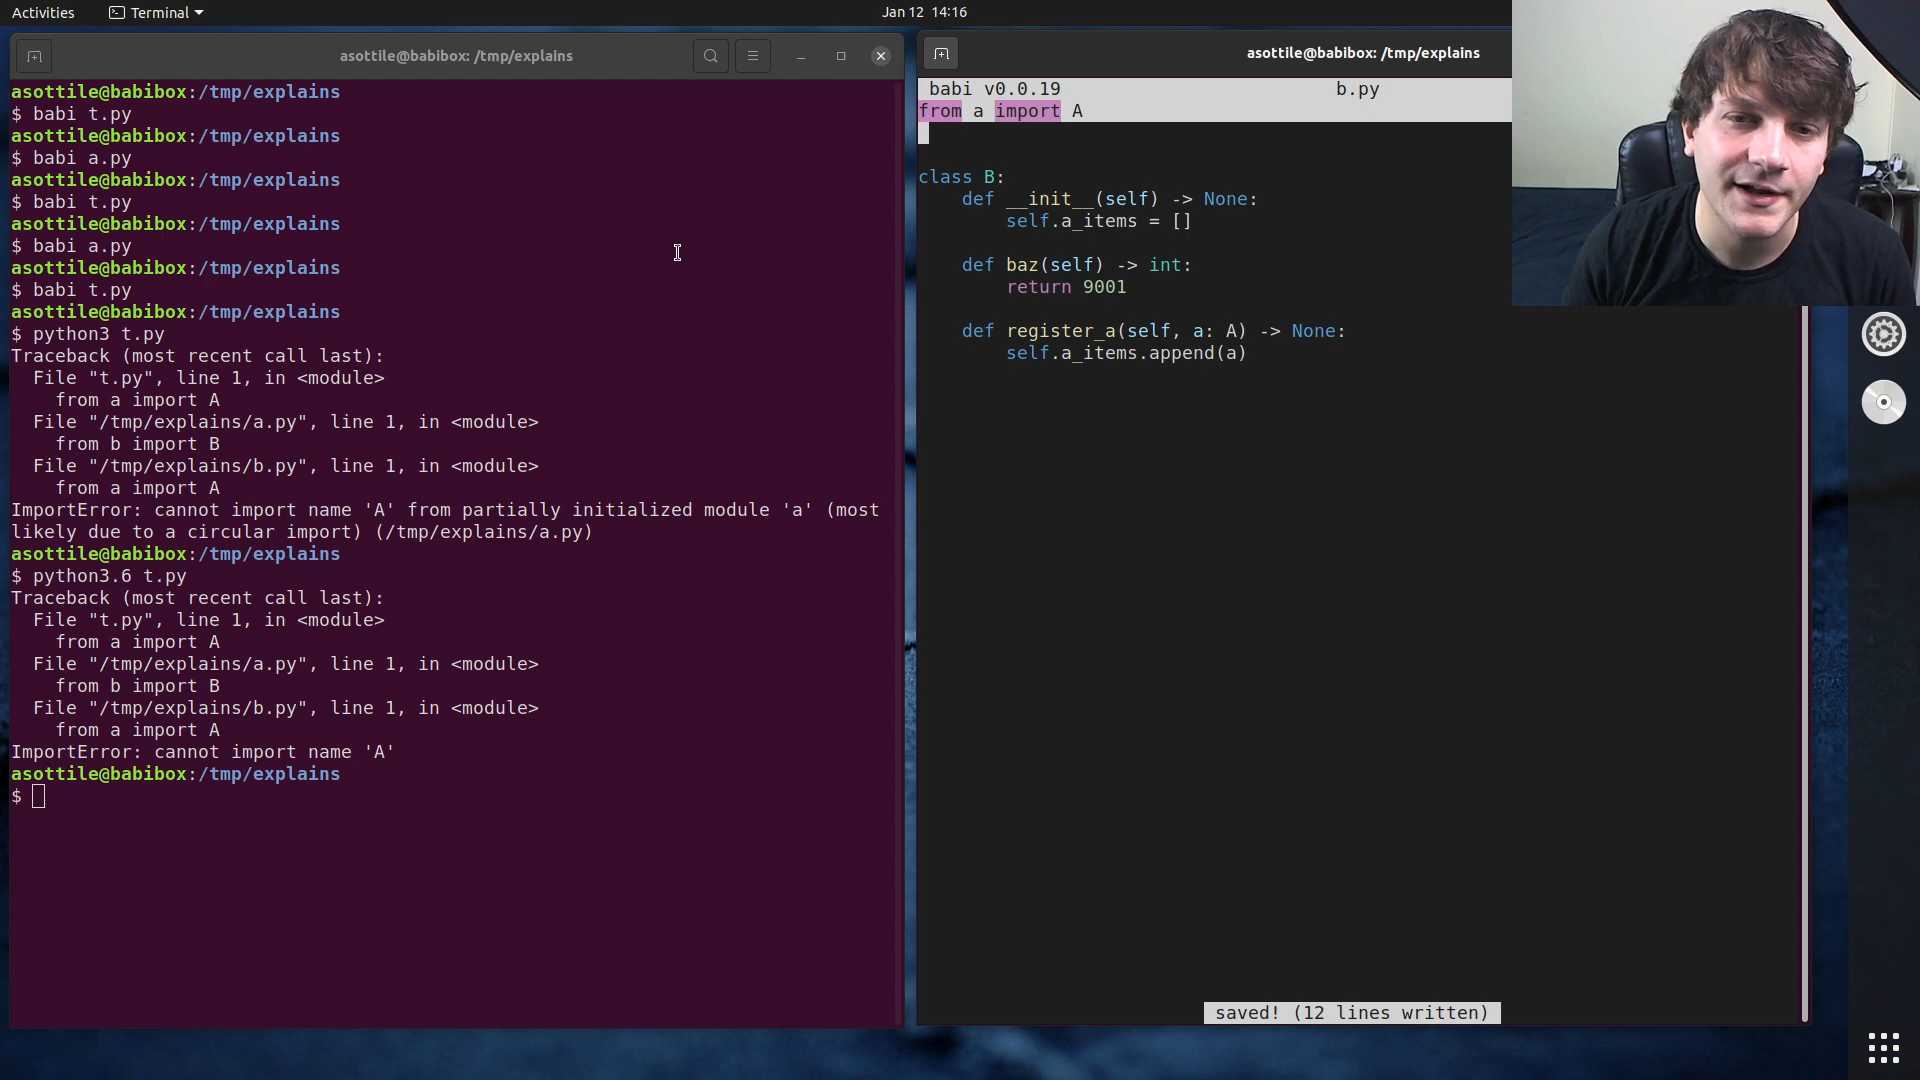 Activities
Terminal
Jan 12 14:16
asottile@babibox: /tmp/explains
asottile@babibox:/tmp/explains
$ babi t.py
asottile@babibox:/tmp/explains
$ babi a.py
asottile@babibox:/tmp/explains
$ babi t.py
asottile@babibox:/tmp/explains
$ babi a.py
asottile@babibox:/tmp/explains
$ babi t.py
asottile@babibox:/tmp/explains
$ python3 t.py
Traceback (most recent call last):
  File "t.py", line 1, in <module>
    from a import A
  File "/tmp/explains/a.py", line 1, in <module>
    from b import B
  File "/tmp/explains/b.py", line 1, in <module>
    from a import A
ImportError: cannot import name 'A' from partially initialized module 'a' (most
likely due to a circular import) (/tmp/explains/a.py)
asottile@babibox:/tmp/explains
$ python3.6 t.py
Traceback (most recent call last):
  File "t.py", line 1, in <module>
    from a import A
  File "/tmp/explains/a.py", line 1, in <module>
    from b import B
  File "/tmp/explains/b.py", line 1, in <module>
    from a import A
ImportError: cannot import name 'A'
asottile@babibox:/tmp/explains
$
asottile@babibox: /tmp/explains
babi v0.0.19 b.py
from a import A
class B:
    def __init__(self) -> None:
        self.a_items = []
    def baz(self) -> int:
        return 9001
    def register_a(self, a: A) -> None:
        self.a_items.append(a)
saved! (12 lines written)